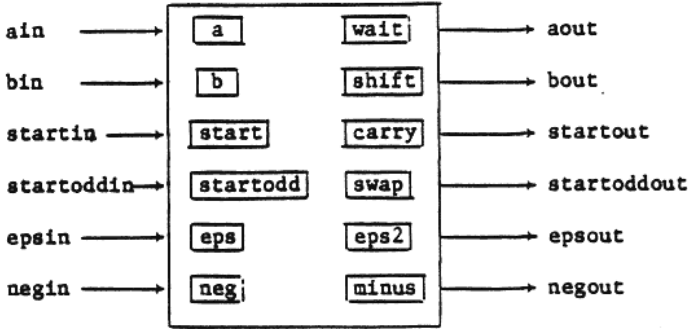 ain a wait aout
bin b shift bout
startin start carry startout
startoddin startodd swap startoddout
epsin eps eps2 epsout
negin neg minus negout